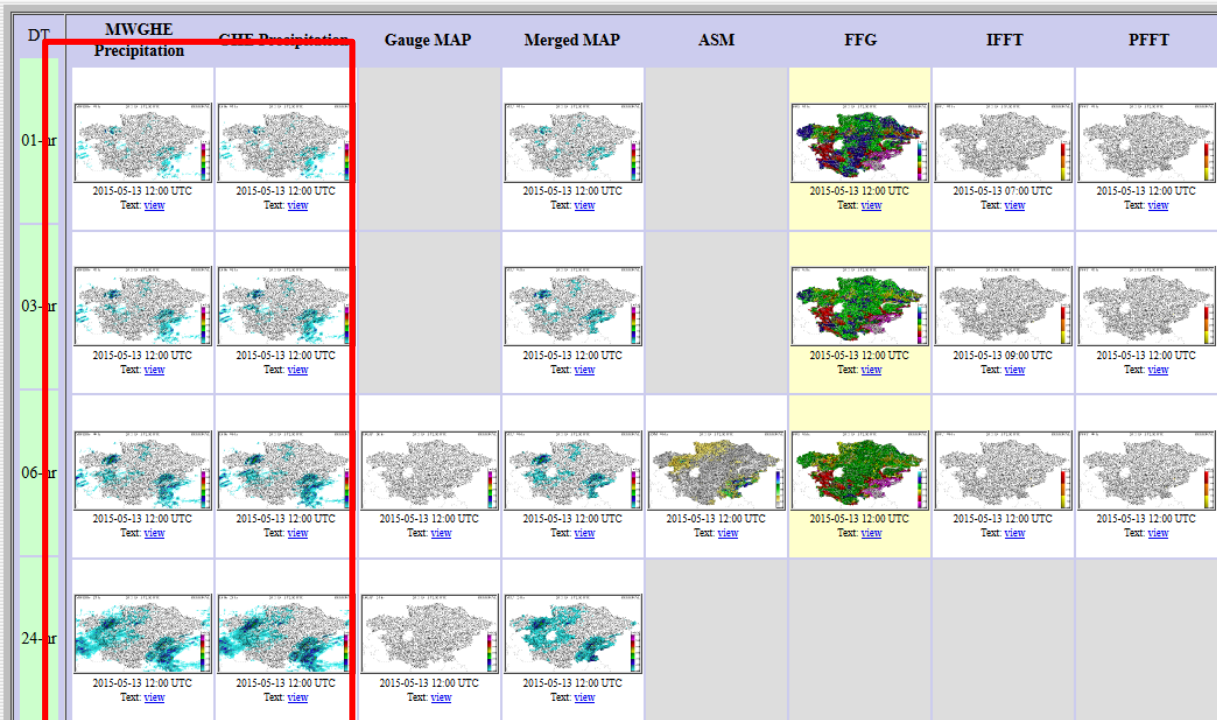 DT
MWGHE
Precipitation
GHE Precipitation
Gauge MAP
Merged MAP
ASM
FFG
IFFT
PFFT
01-hr
2015-05-13 12:00 UTC
Text: view
2015-05-13 12:00 UTC
Text: view
2015-05-13 12:00 UTC
Text: view
2015-05-13 12:00 UTC
Text: view
2015-05-13 07:00 UTC
Text: view
2015-05-13 12:00 UTC
Text: view
03-hr
2015-05-13 12:00 UTC
Text: view
2015-05-13 12:00 UTC
Text: view
2015-05-13 12:00 UTC
Text: view
2015-05-13 12:00 UTC
Text: view
2015-05-13 09:00 UTC
Text: view
2015-05-13 12:00 UTC
Text: view
06-hr
2015-05-13 12:00 UTC
Text: view
2015-05-13 12:00 UTC
Text: view
2015-05-13 12:00 UTC
Text: view
2015-05-13 12:00 UTC
Text: view
2015-05-13 12:00 UTC
Text: view
2015-05-13 12:00 UTC
Text: view
2015-05-13 12:00 UTC
Text: view
2015-05-13 12:00 UTC
Text: view
24-hr
2015-05-13 12:00 UTC
Text: view
2015-05-13 12:00 UTC
Text: view
2015-05-13 12:00 UTC
Text: view
2015-05-13 12:00 UTC
Text: view